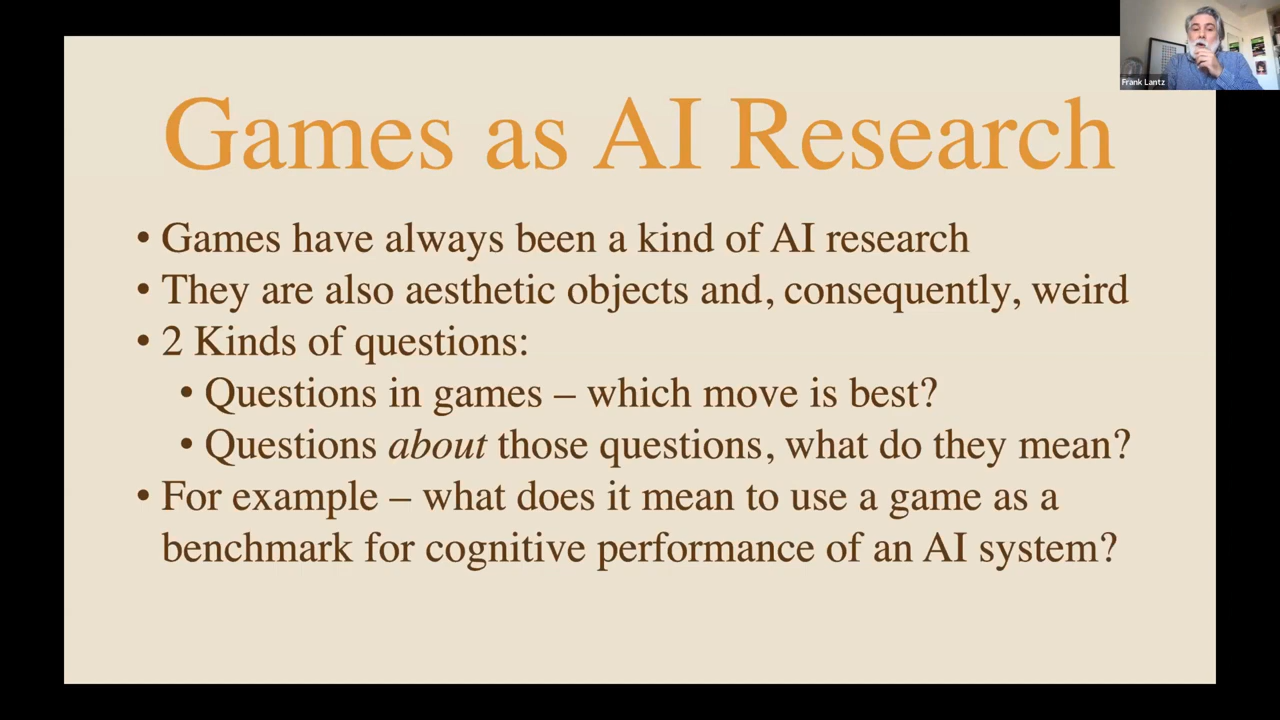 Games as AI Research
• Games have always been a kind of AI research
• They are also aesthetic objects and, consequently, weird
• 2 Kinds of questions:
• Questions in games – which move is best?
• Questions about those questions, what do they mean?
• For example – what does it mean to use a game as a
benchmark for cognitive performance of an AI system?
Frank Lantz